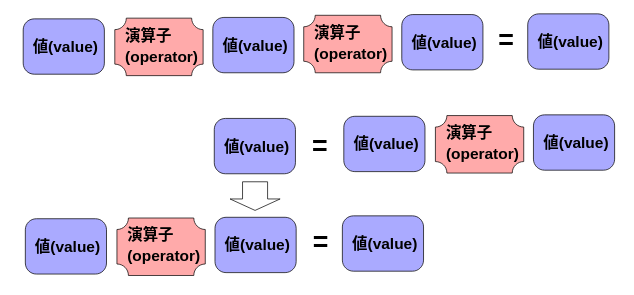 値(value) 演算子 (operator) 値(value) 演算子 (operator) 値(value) = 値(value)
値(value) = 値(value) 演算子 (operator) 値(value)
値(value) 演算子 (operator) 値(value) = 値(value)